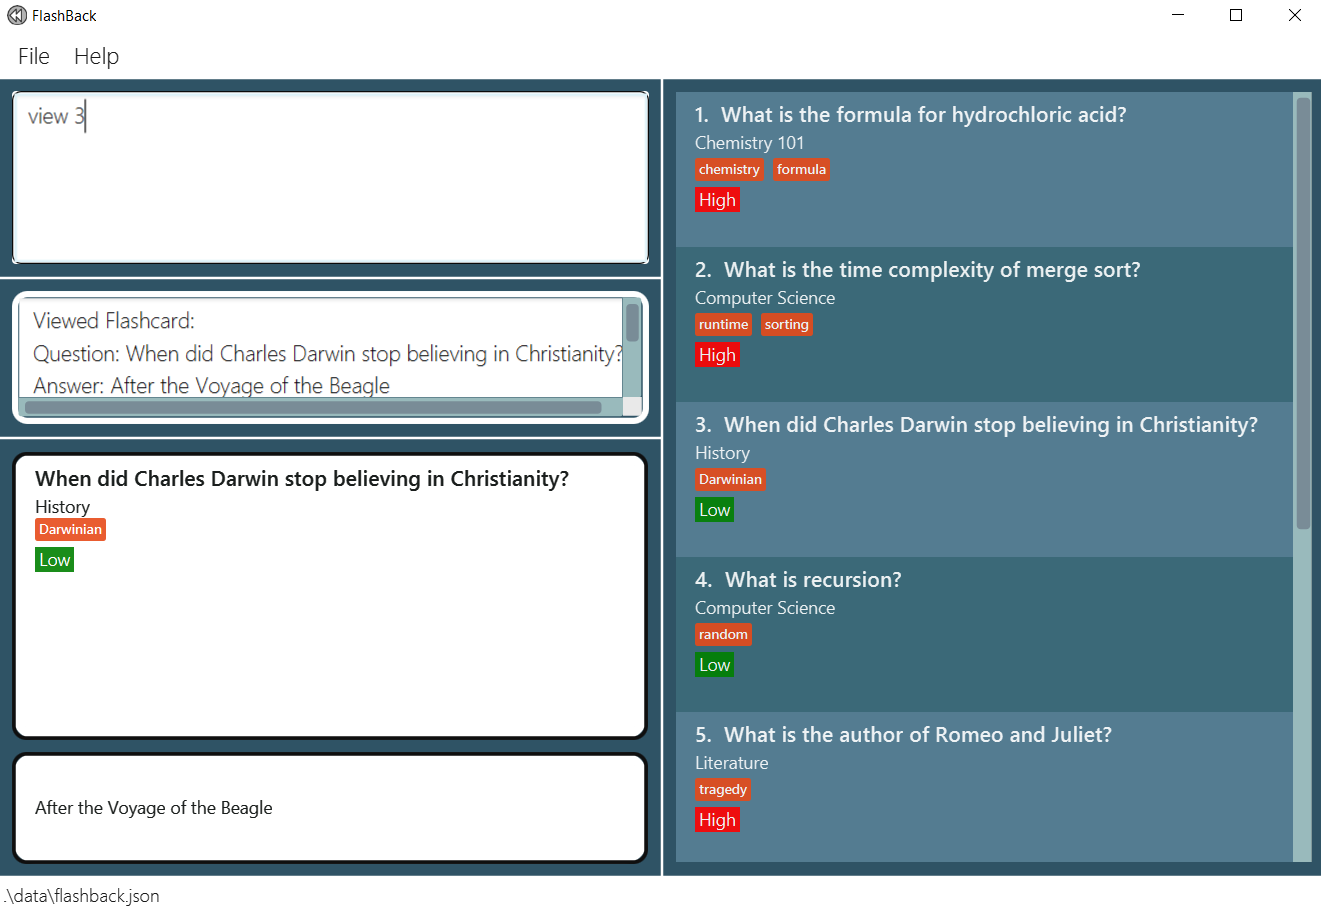 FlashBack
File Help
view 3
Viewed Flashcard:
Question: When did Charles Darwin stop believing in Christianity?
Answer: After the Voyage of the Beagle
When did Charles Darwin stop believing in Christianity?
History
Darwinian
Low
After the Voyage of the Beagle
1. What is the formula for hydrochloric acid?
Chemistry 101
chemistry formula
High
2. What is the time complexity of merge sort?
Computer Science
runtime sorting
High
3. When did Charles Darwin stop believing in Christianity?
History
Darwinian
Low
4. What is recursion?
Computer Science
random
Low
5. What is the author of Romeo and Juliet?
Literature
tragedy
High
.\data\flashback.json